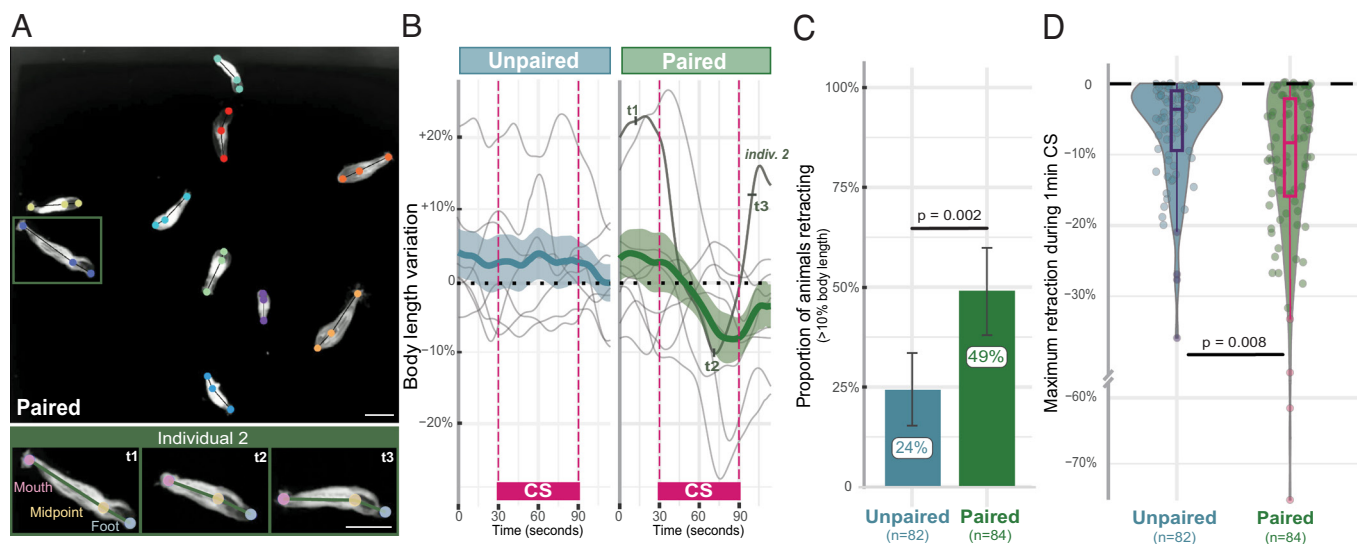 A
Paired
Individual 2
t1
t2
t3
Mouth
Midpoint
Foot
B
Unpaired
Paired
Body length variation
+20%
+10%
0
−10%
−20%
t1
indiv. 2
t3
t2
CS
CS
0
30
60
90
0
30
60
90
Time (seconds)
Time (seconds)
C
Proportion of animals retracting
(>10% body length)
100%
75%
50%
25%
0
p = 0.002
24%
49%
Unpaired
(n=82)
Paired
(n=84)
D
Maximum retraction during 1min CS
0
−10%
−20%
−30%
−60%
−70%
p = 0.008
Unpaired
(n=82)
Paired
(n=84)